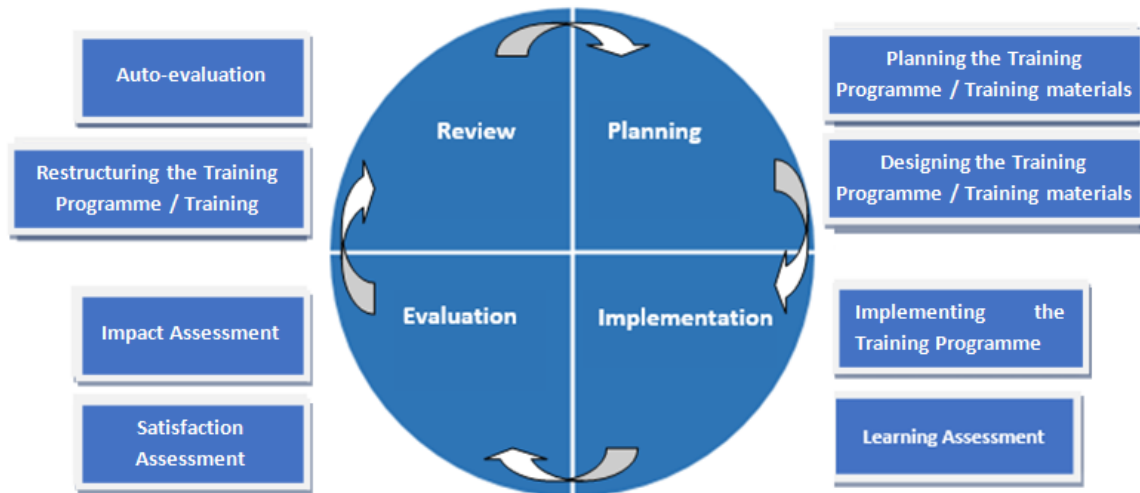 Auto-evaluation
Restructuring the Training
Programme / Training
Impact Assessment
Satisfaction
Assessment
Review
Planning
Evaluation
Implementation
Planning the Training
Programme / Training materials
Designing the Training
Programme / Training materials
Implementing the
Training Programme
Learning Assessment